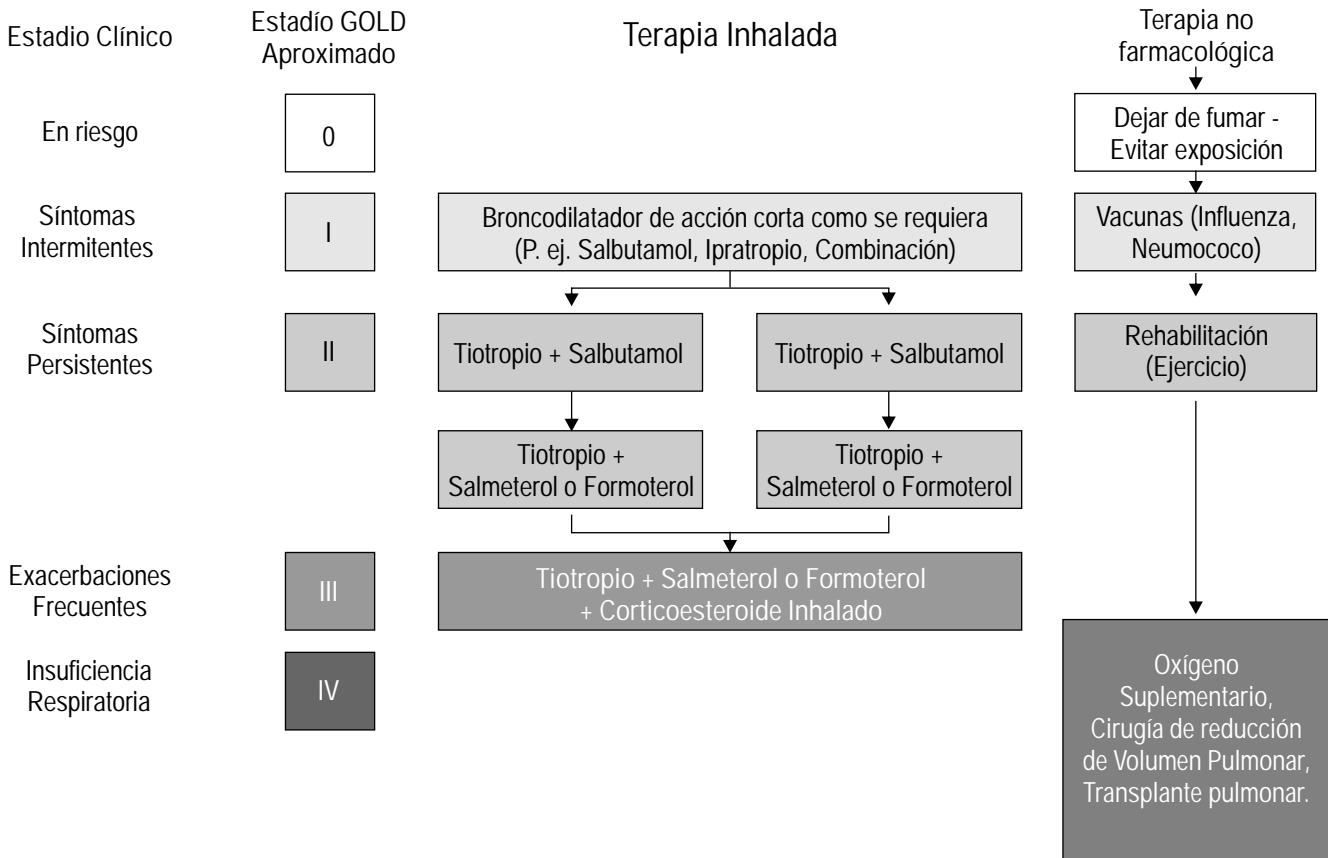 Estadio Clínico
Estadío GOLD
Aproximado
Terapia Inhalada
Terapia no
farmacológica
En riesgo
0
Dejar de fumar -
Evitar exposición
Síntomas
Intermitentes
I
Broncodilatador de acción corta como se requiera
(P. ej. Salbutamol, Ipratropio, Combinación)
Vacunas (Influenza,
Neumococo)
Síntomas
Persistentes
II
Tiotropio + Salbutamol
Tiotropio + Salbutamol
Rehabilitación
(Ejercicio)
Tiotropio +
Salmeterol o Formoterol
Tiotropio +
Salmeterol o Formoterol
Exacerbaciones
Frecuentes
III
Tiotropio + Salmeterol o Formoterol
+ Corticoesteroide Inhalado
Insuficiencia
Respiratoria
IV
Oxígeno
Suplementario,
Cirugía de reducción
de Volumen Pulmonar,
Transplante pulmonar.